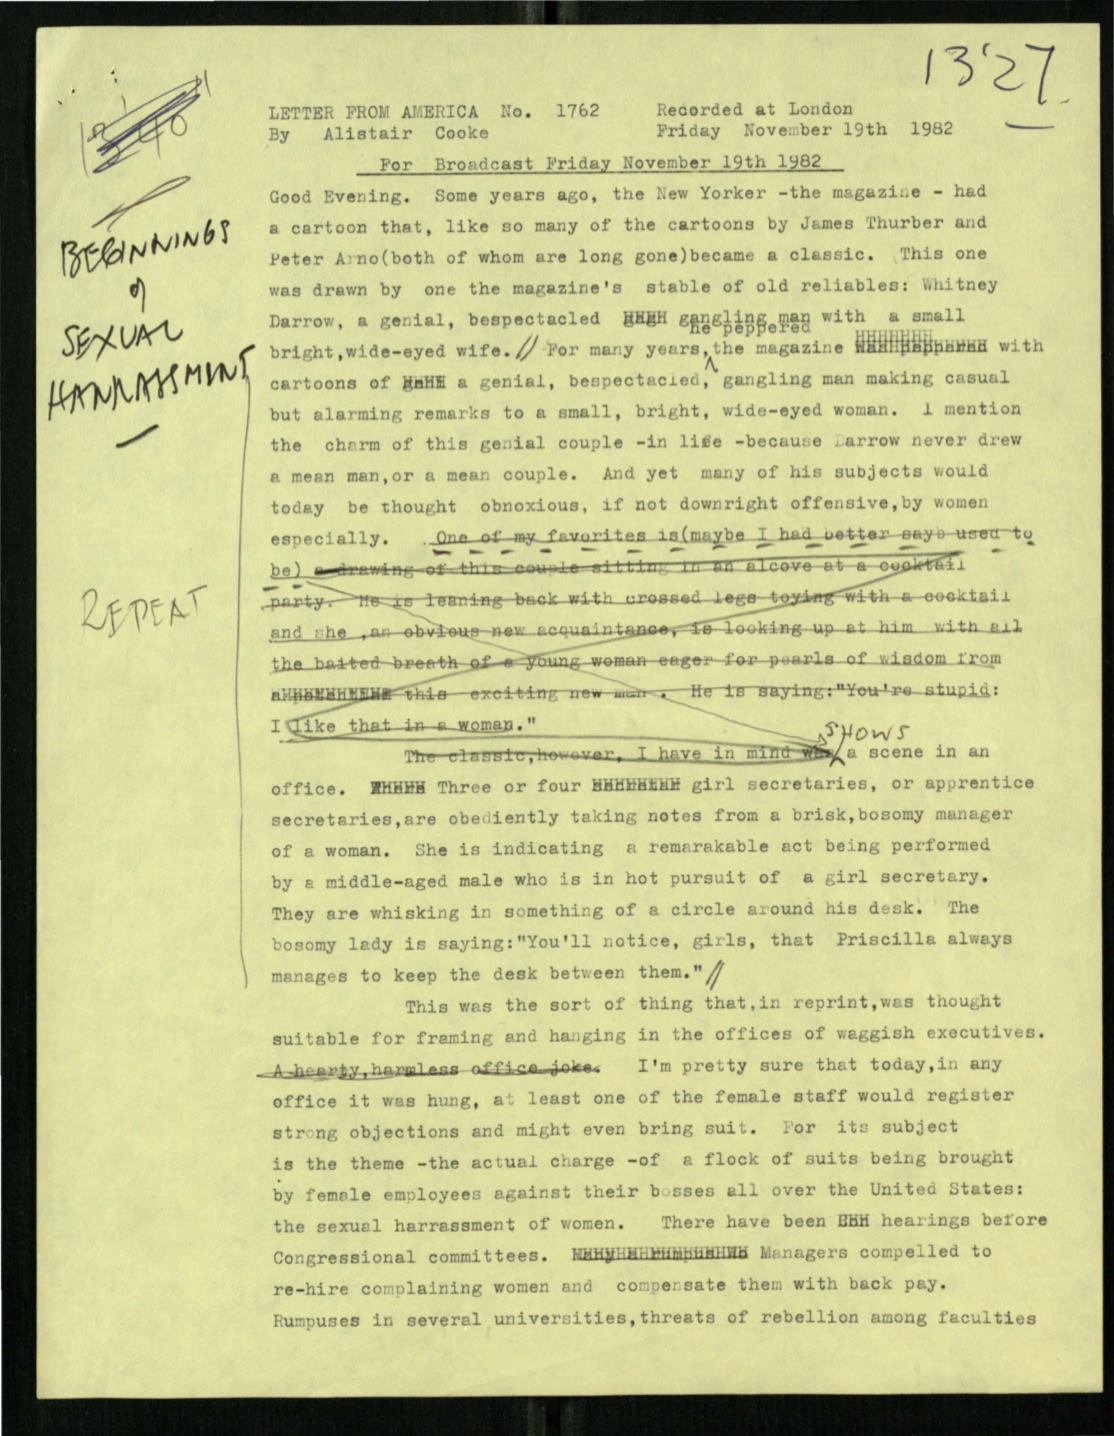 13'27
LETTER FROM AMERICA No. 1762 Recorded at London
By Alistair Cooke Friday November 19th 1982
For Broadcast Friday November 19th 1982
BEGINNINGS
of
SEXUAL
HARRASSMENT
REPEAT
Good Evening. Some years ago, the New Yorker -the magazine - had
a cartoon that, like so many of the cartoons by James Thurber and
Peter Arno(both of whom are long gone)became a classic. This one
was drawn by one the magazine's stable of old reliables: Whitney
Darrow, a genial, bespectacled gangling man with a small
he peppered
bright,wide-eyed wife.// For many years, the magazine with
cartoons of a genial, bespectacled, gangling man making casual
but alarming remarks to a small, bright, wide-eyed woman. I mention
the charm of this genial couple -in life -because Darrow never drew
a mean man,or a mean couple. And yet many of his subjects would
today be thought obnoxious, if not downright offensive,by women
especially. One of my favorites is(maybe I had better say used to
be) a drawing of this couple sitting in an alcove at a cocktail
party. He is leaning back with crossed legs toying with a cocktail
and she ,an obvious new acquaintance, is looking up at him with all
the baited breath of a young woman eager for pearls of wisdom from
this exciting new man . He is saying:"You're stupid:
I like that in a woman."
SHOWS
The classic,however, I have in mind was a scene in an
office. Three or four girl secretaries, or apprentice
secretaries,are obediently taking notes from a brisk,bosomy manager
of a woman. She is indicating a remarakable act being performed
by a middle-aged male who is in hot pursuit of a girl secretary.
They are whisking in something of a circle around his desk. The
bosomy lady is saying:"You'll notice, girls, that Priscilla always
manages to keep the desk between them."//
This was the sort of thing that,in reprint,was thought
suitable for framing and hanging in the offices of waggish executives.
A hearty,harmless office joke. I'm pretty sure that today,in any
office it was hung, at least one of the female staff would register
strong objections and might even bring suit. For its subject
is the theme -the actual charge -of a flock of suits being brought
by female employees against their bosses all over the United States:
the sexual harrassment of women. There have been hearings before
Congressional committees. Managers compelled to
re-hire complaining women and compensate them with back pay.
Rumpuses in several universities,threats of rebellion among faculties